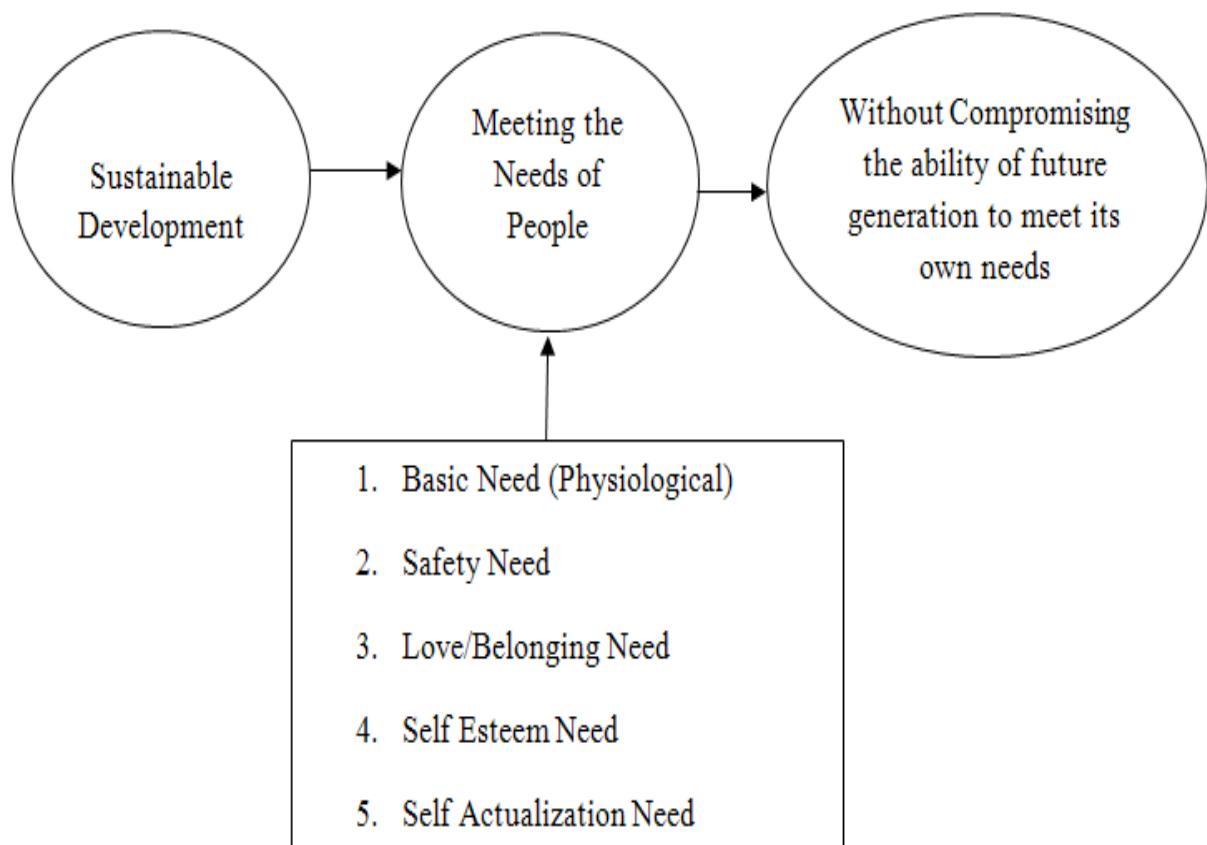 Sustainable
Development
Meeting the
Needs of
People
Without Compromising
the ability of future
generation to meet its
own needs
1. Basic Need (Physiological)
2. Safety Need
3. Love/Belonging Need
4. Self Esteem Need
5. Self Actualization Need